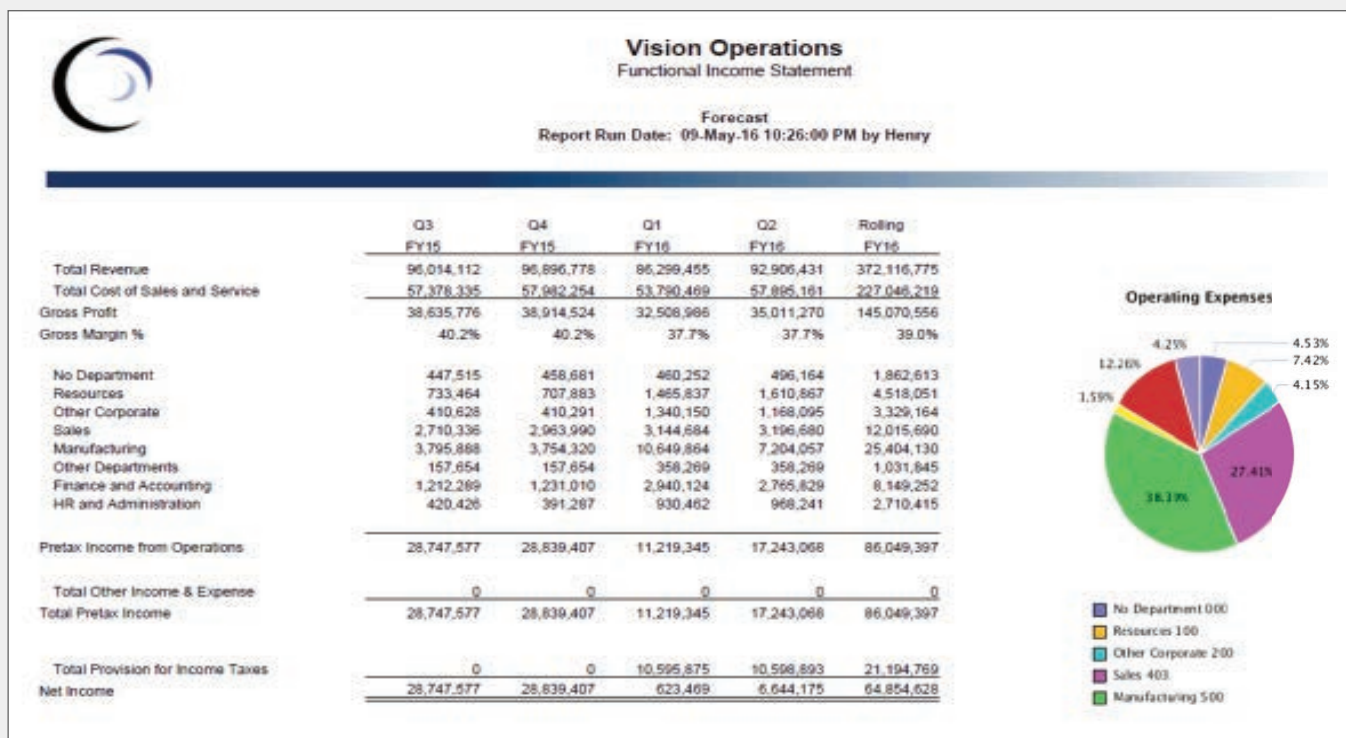 Vision Operations
Functional Income Statement
Forecast
Report Run Date: 09-May-16 10:26:00 PM by Henry
Q3 Q4 Q1 Q2 Rolling
FY15 FY15 FY16 FY16 FY16
Total Revenue 96,014,112 96,896,778 86,299,455 92,906,431 372,116,775
Total Cost of Sales and Service 57,378,335 57,982,254 53,790,469 57,895,161 227,046,219
Gross Profit 38,635,776 38,914,524 32,508,986 35,011,270 145,070,556
Gross Margin % 40.2% 40.2% 37.7% 37.7% 39.0%
No Department 447,515 458,681 460,252 496,164 1,862,613
Resources 733,464 707,883 1,465,837 1,610,867 4,518,051
Other Corporate 410,628 410,291 1,340,150 1,168,095 3,329,164
Sales 2,710,336 2,963,990 3,144,684 3,196,680 12,015,690
Manufacturing 3,795,888 3,754,320 10,649,864 7,204,057 25,404,130
Other Departments 157,654 157,654 358,269 358,269 1,031,845
Finance and Accounting 1,212,289 1,231,010 2,940,124 2,765,829 8,149,252
HR and Administration 420,426 391,287 930,462 968,241 2,710,415
Pretax Income from Operations 28,747,577 28,839,407 11,219,345 17,243,068 86,049,397
Total Other Income & Expense 0 0 0 0 0
Total Pretax Income 28,747,577 28,839,407 11,219,345 17,243,068 86,049,397
Total Provision for Income Taxes 0 0 10,595,875 10,598,893 21,194,769
Net Income 28,747,577 28,839,407 623,469 6,644,175 64,854,628
Operating Expenses
4.53%
7.42%
4.15%
27.41%
38.39%
1.59%
12.26%
4.25%
No Department 000
Resources 100
Other Corporate 200
Sales 403
Manufacturing 500